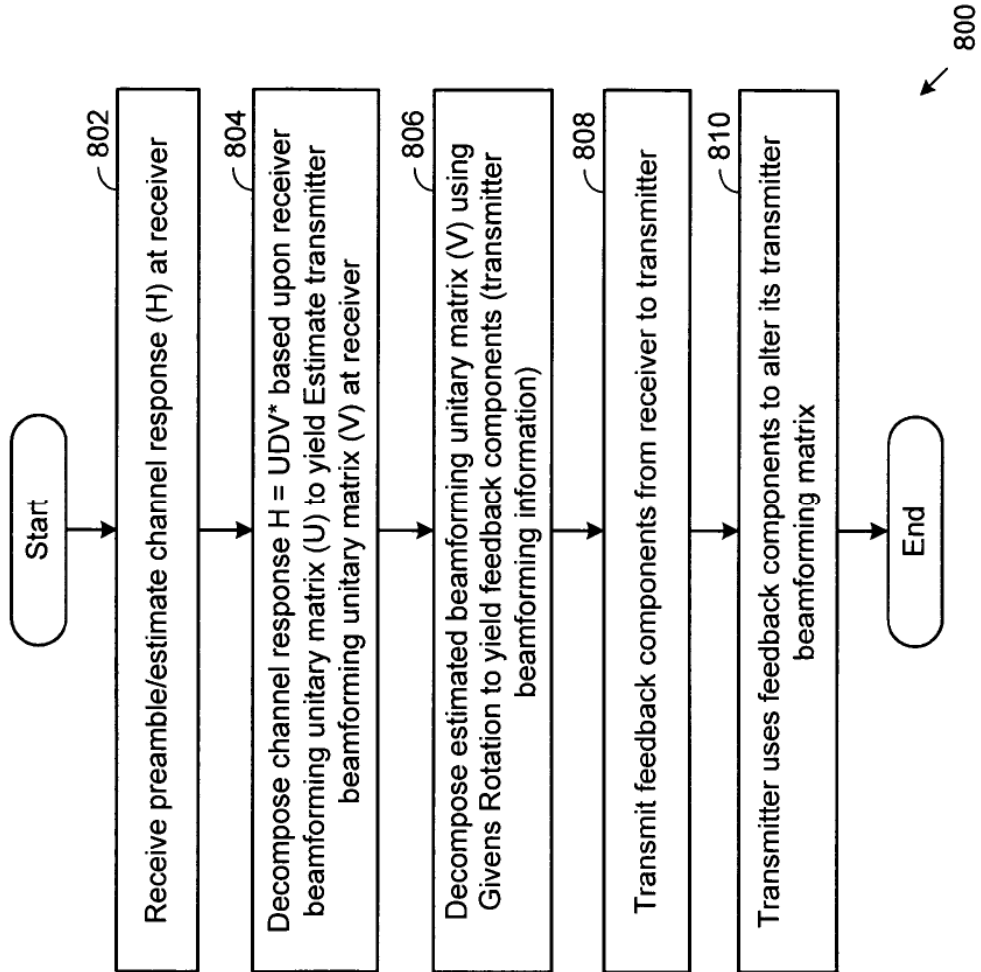 Start
802
Receive preamble/estimate channel response (H) at receiver
804
Decompose channel response H = UDV* based upon receiver
beamforming unitary matrix (U) to yield Estimate transmitter
beamforming unitary matrix (V) at receiver
806
Decompose estimated beamforming unitary matrix (V) using
Givens Rotation to yield feedback components (transmitter
beamforming information)
808
Transmit feedback components from receiver to transmitter
810
Transmitter uses feedback components to alter its transmitter
beamforming matrix
End
800